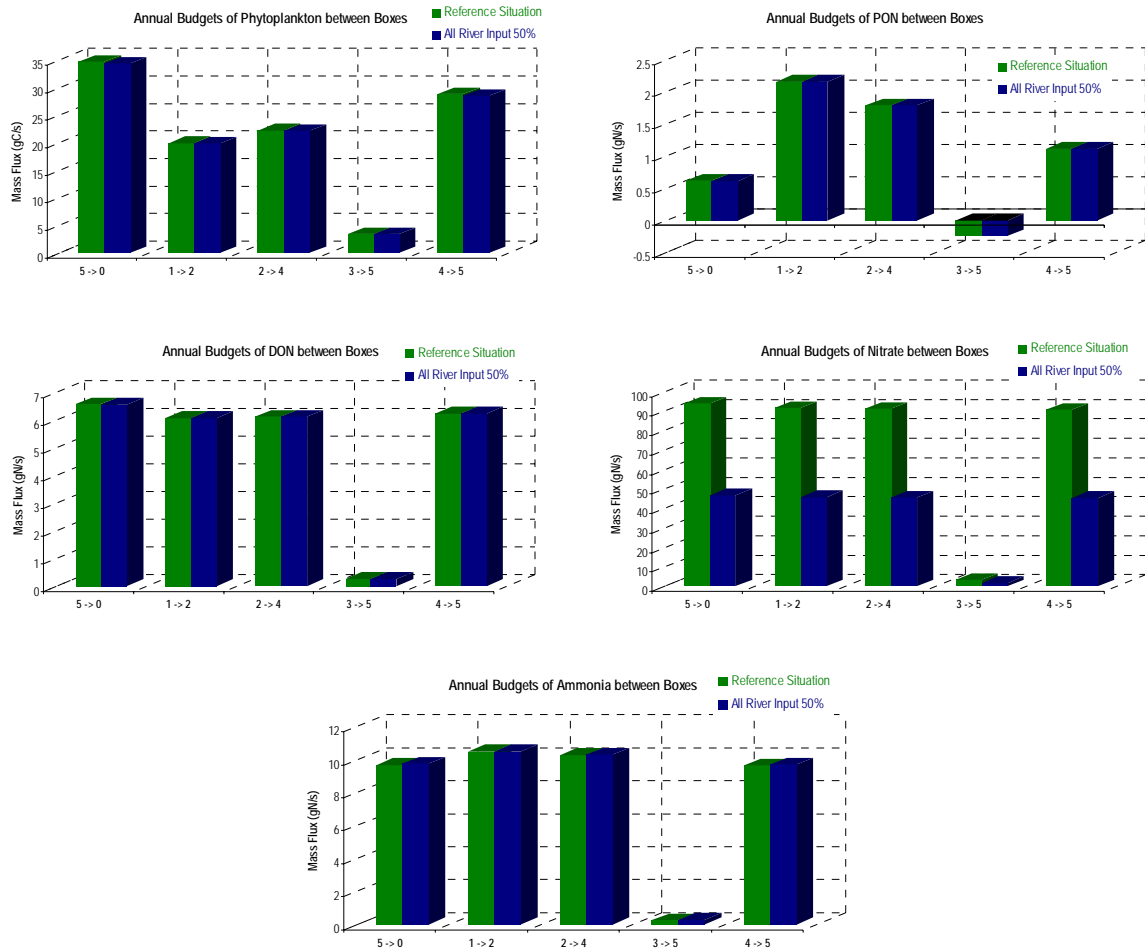 Annual Budgets of Phytoplankton between Boxes
Reference Situation
All River Input 50%
Mass Flux (gC/s)
35
30
25
20
15
10
5
0
5 -> 0
1 -> 2
2 -> 4
3 -> 5
4 -> 5
Annual Budgets of PON between Boxes
Reference Situation
All River Input 50%
Mass Flux (gN/s)
2.5
2
1.5
1
0.5
0
-0.5
5 -> 0
1 -> 2
2 -> 4
3 -> 5
4 -> 5
Annual Budgets of DON between Boxes
Reference Situation
All River Input 50%
Mass Flux (gN/s)
7
6
5
4
3
2
1
0
5 -> 0
1 -> 2
2 -> 4
3 -> 5
4 -> 5
Annual Budgets of Nitrate between Boxes
Reference Situation
All River Input 50%
Mass Flux (gN/s)
100
90
80
70
60
50
40
30
20
10
0
5 -> 0
1 -> 2
2 -> 4
3 -> 5
4 -> 5
Annual Budgets of Ammonia between Boxes
Reference Situation
All River Input 50%
Mass Flux (gN/s)
12
10
8
6
4
2
0
5 -> 0
1 -> 2
2 -> 4
3 -> 5
4 -> 5